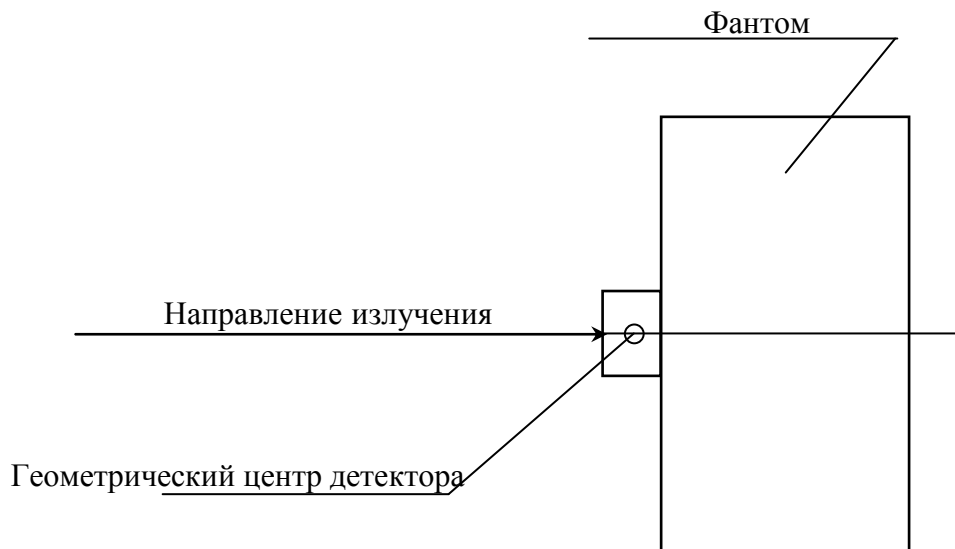 Фантом
Направление излучения
Геометрический центр детектора